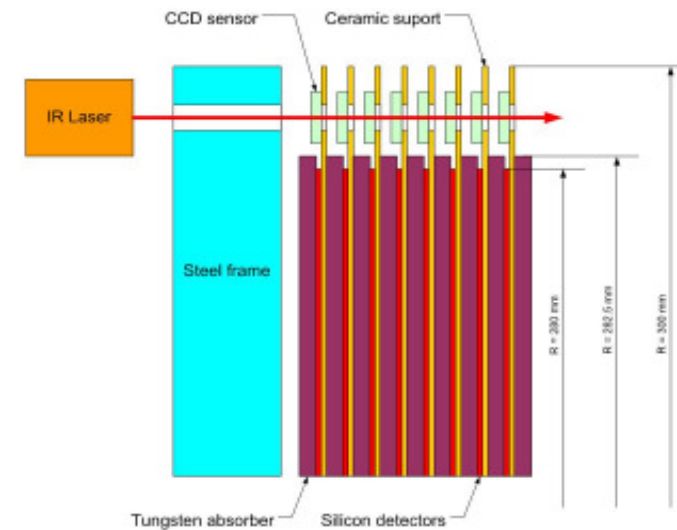 CCD sensor
Ceramic suport
IR Laser
Steel frame
R = 280 mm
R = 282.5 mm
R = 300 mm
Tungsten absorber
Silicon detectors